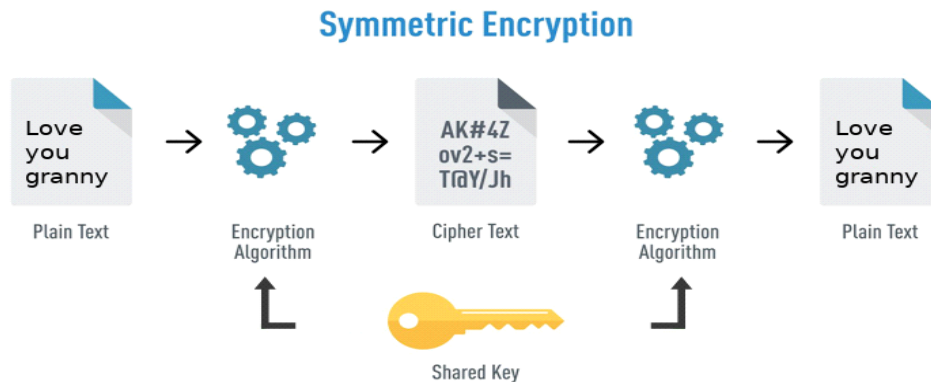 Symmetric Encryption
Love
you
granny
Plain Text
Encryption
Algorithm
AK#4Z
ov2+s=
T@Y/Jh
Cipher Text
Encryption
Algorithm
Love
you
granny
Plain Text
Shared Key